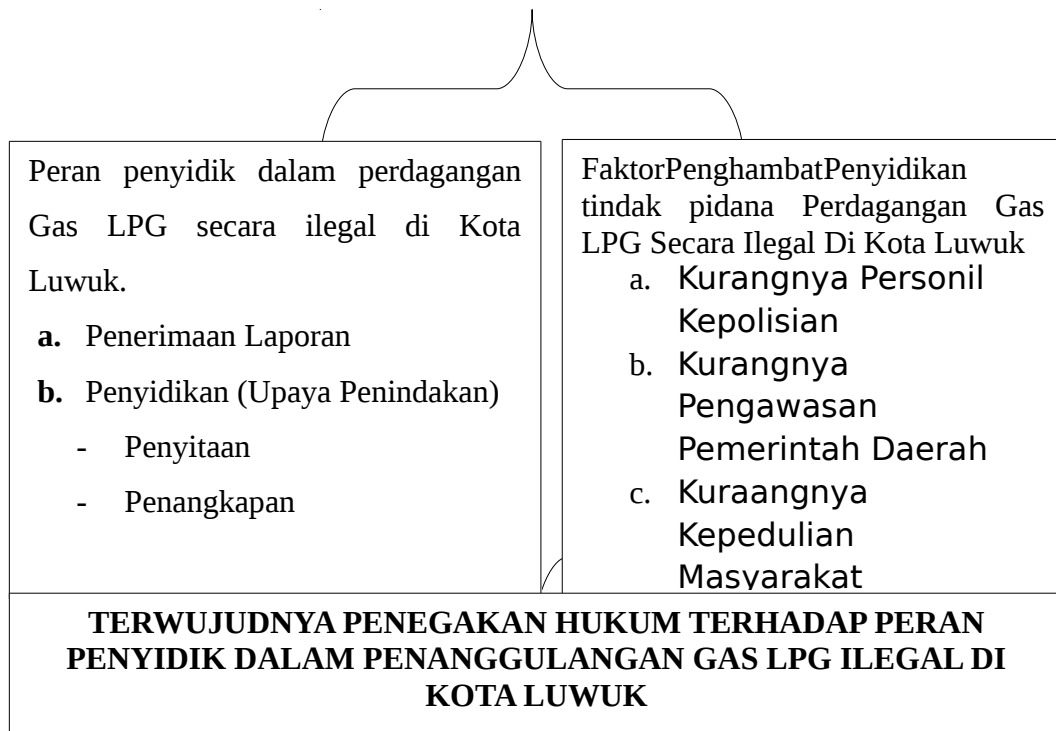 Peran penyidik dalam perdagangan
Gas LPG secara ilegal di Kota
Luwuk.
a. Penerimaan Laporan
b. Penyidikan (Upaya Penindakan)
- Penyitaan
- Penangkapan
FaktorPenghambatPenyidikan
tindak pidana Perdagangan Gas
LPG Secara Ilegal Di Kota Luwuk
a. Kurangnya Personil
Kepolisian
b. Kurangnya
Pengawasan
Pemerintah Daerah
c. Kuraangnya
Kepedulian
Masyarakat
TERWUJUDNYA PENEGAKAN HUKUM TERHADAP PERAN
PENYIDIK DALAM PENANGGULANGAN GAS LPG ILEGAL DI
KOTA LUWUK